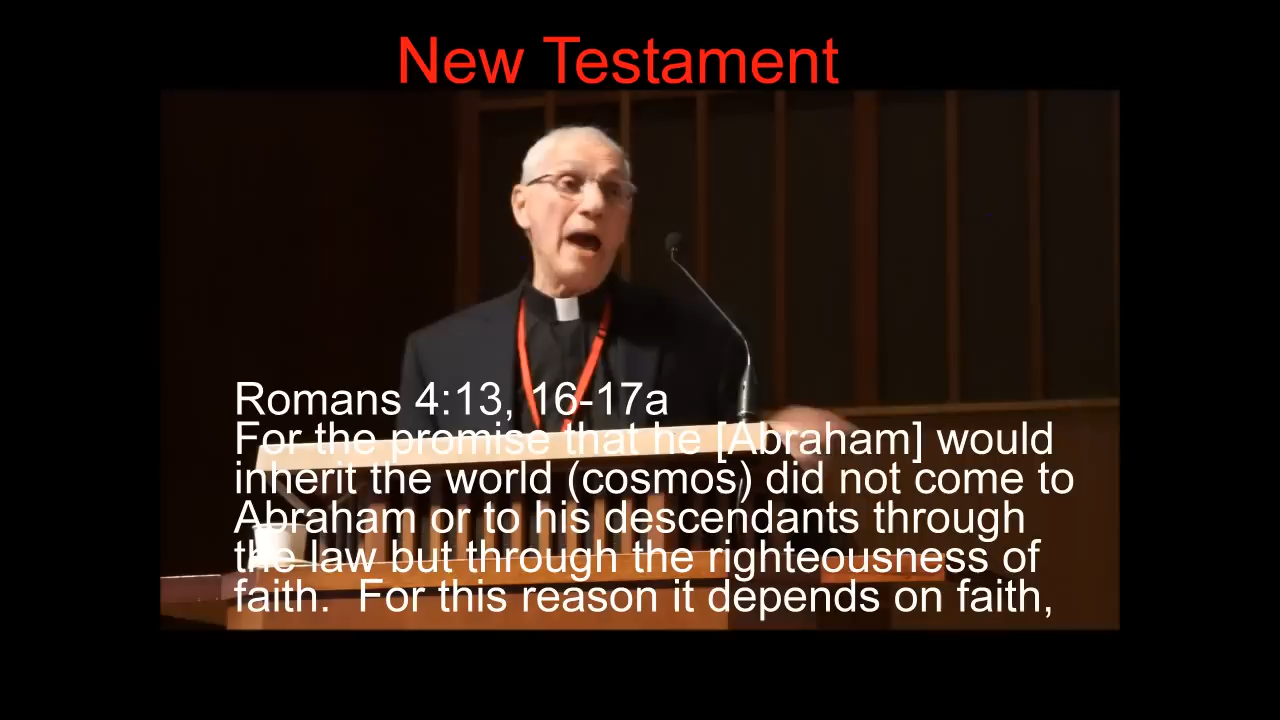 New Testament
Romans 4:13, 16-17a
For the promise that he [Abraham] would
inherit the world (cosmos) did not come to
Abraham or to his descendants through
the law but through the righteousness of
faith.  For this reason it depends on faith,